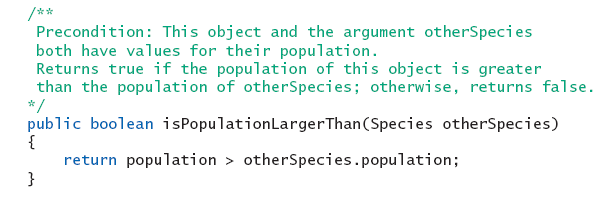 /**
Precondition: This object and the argument otherSpecies
both have values for their population.
Returns true if the population of this object is greater
than the population of otherSpecies; otherwise, returns false.
*/
public boolean isPopulationLargerThan(Species otherSpecies)
{
return population > otherSpecies.population;
}